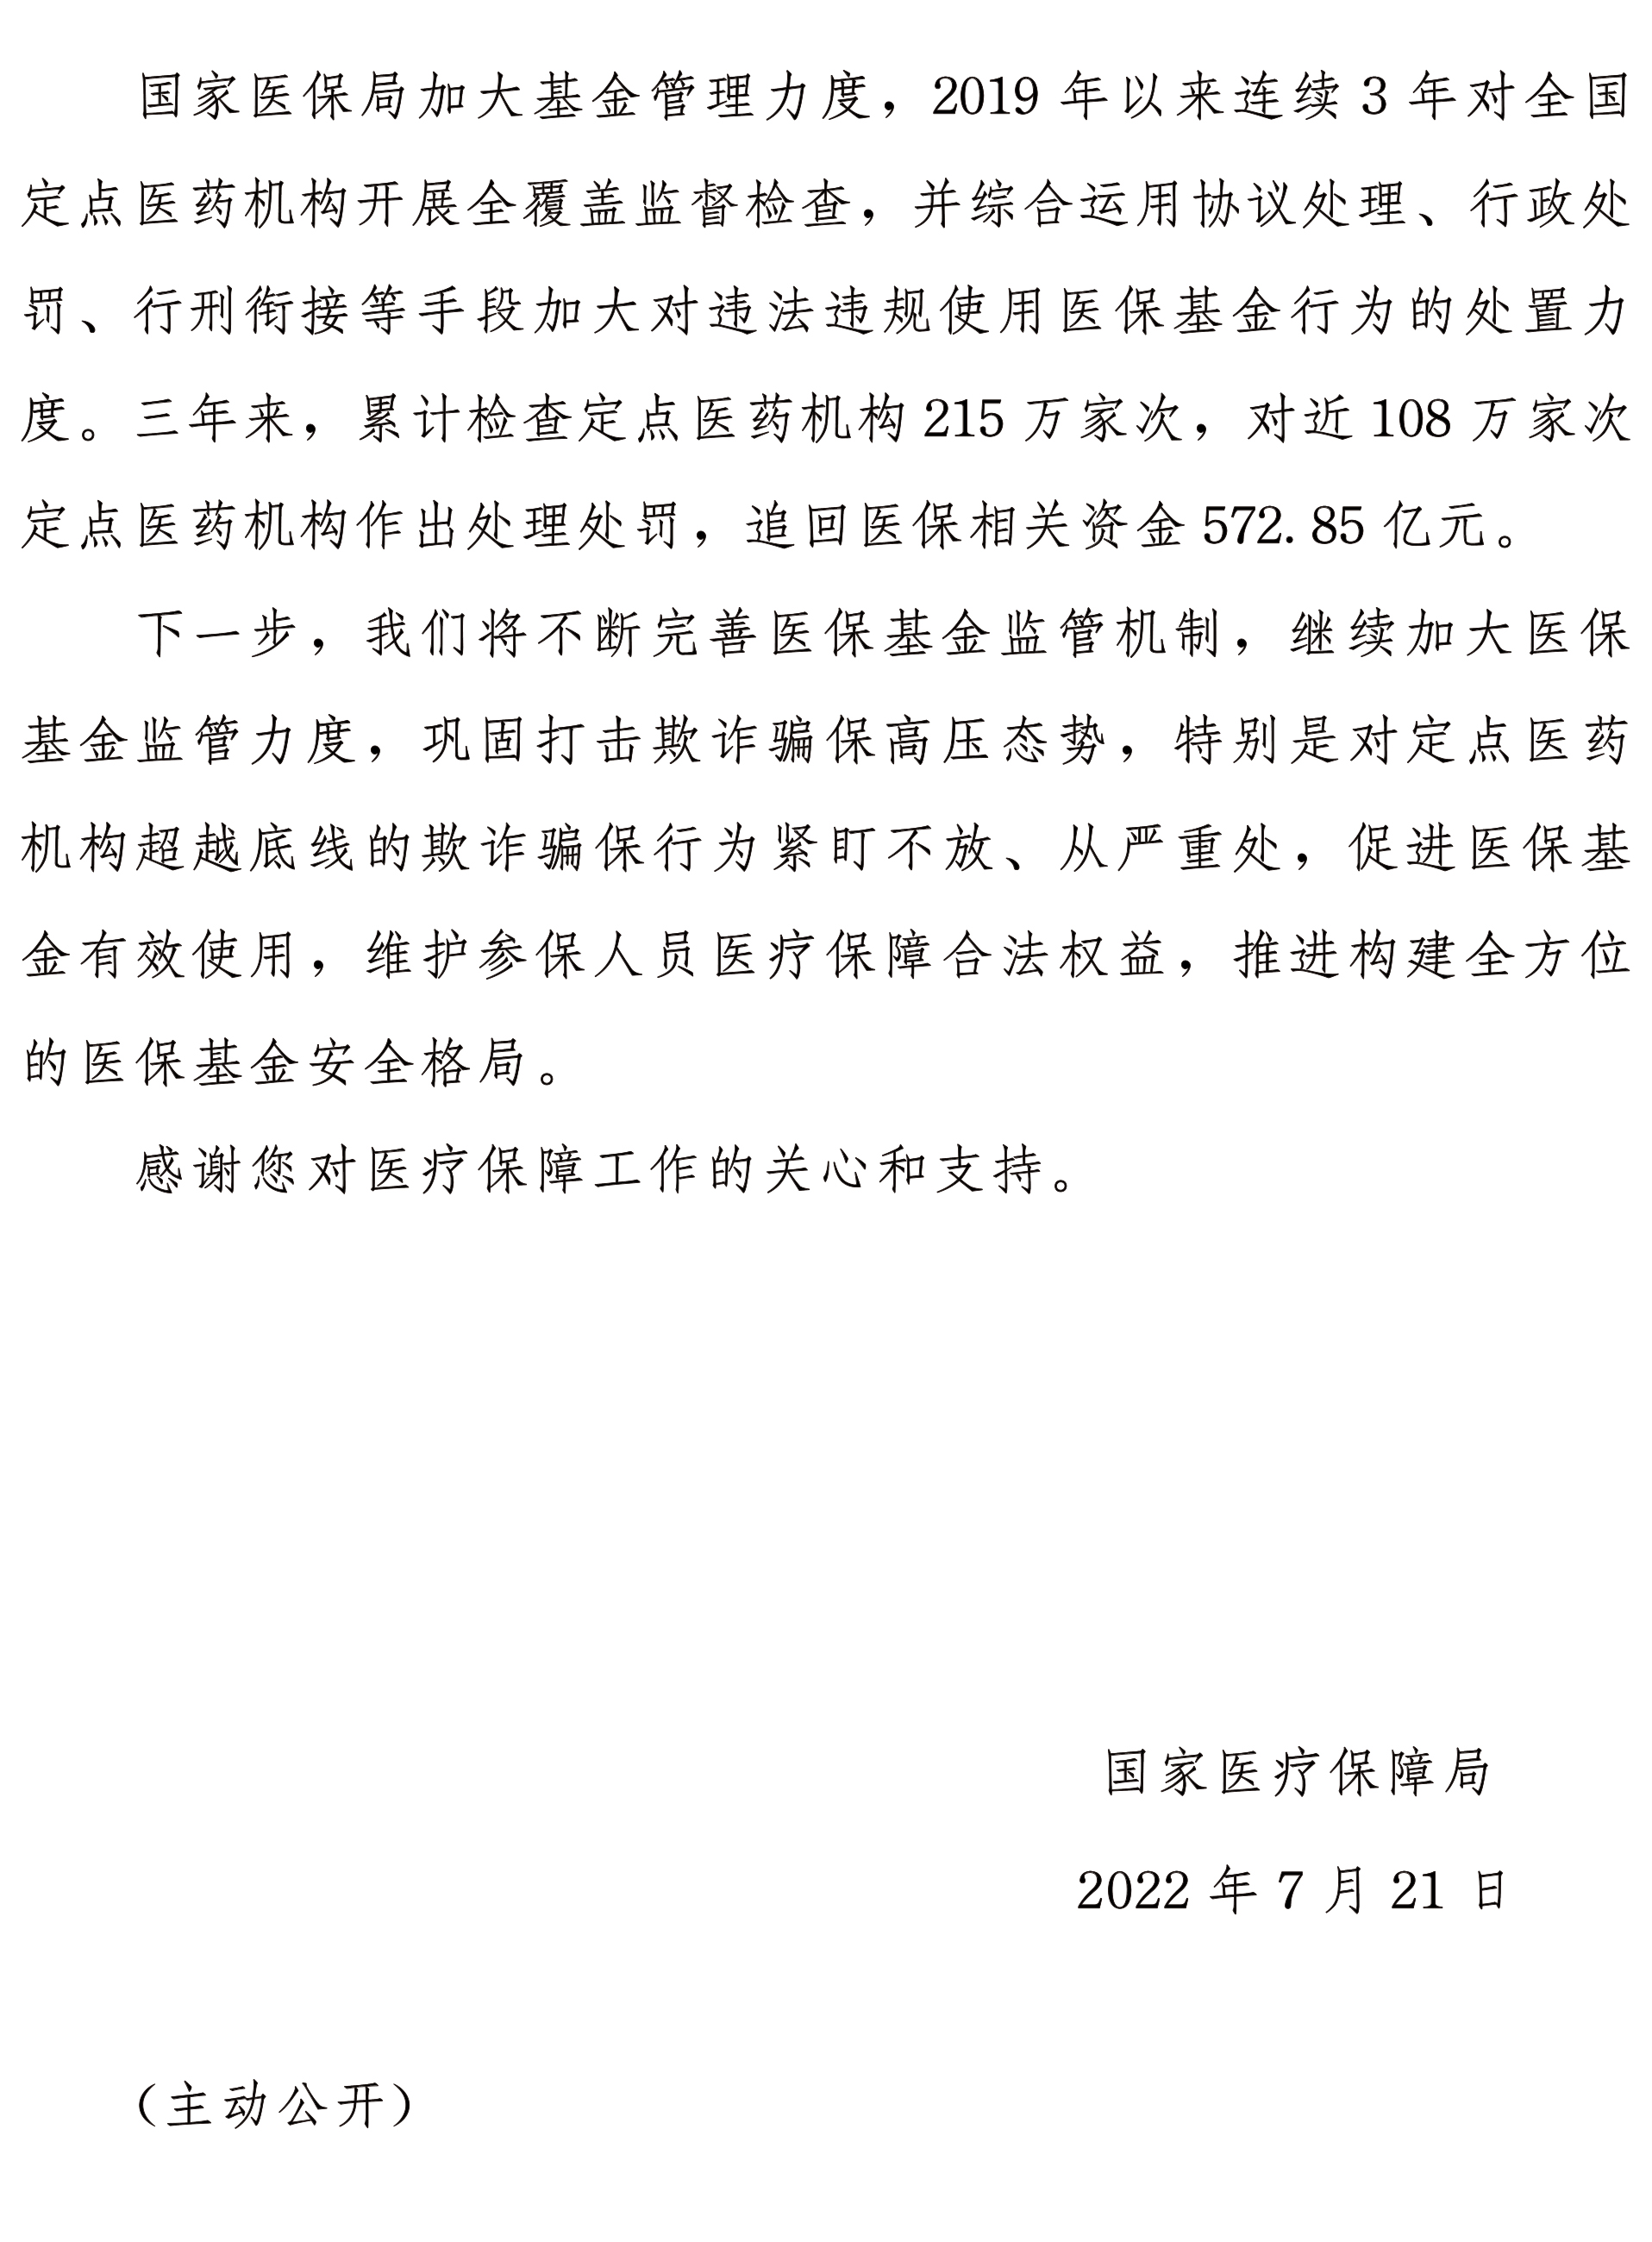 国家医保局加大基金管理力度，2019 年以来连续 3 年对全国
定点医药机构开展全覆盖监督检查，并综合运用协议处理、行政处
罚、行刑衔接等手段加大对违法违规使用医保基金行为的处置力
度。三年来，累计检查定点医药机构 215 万家次，对近 108 万家次
定点医药机构作出处理处罚，追回医保相关资金 572.85 亿元。
下一步，我们将不断完善医保基金监管机制，继续加大医保
基金监管力度，巩固打击欺诈骗保高压态势，特别是对定点医药
机构超越底线的欺诈骗保行为紧盯不放、从严重处，促进医保基
金有效使用，维护参保人员医疗保障合法权益，推进构建全方位
的医保基金安全格局。
感谢您对医疗保障工作的关心和支持。
国家医疗保障局
2022 年 7 月 21 日
（主动公开）